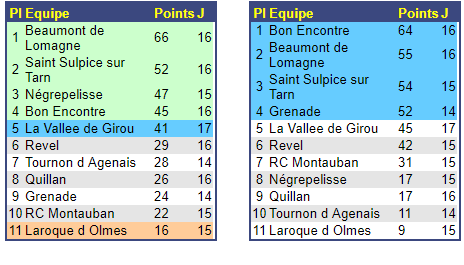 Pl Equipe Points J
1 Beaumont de Lomagne 66 16
2 Saint Sulpice sur Tarn 52 16
3 Négrepelisse 47 15
4 Bon Encontre 45 16
5 La Vallee de Girou 41 17
6 Revel 29 16
7 Tournon d Agenais 28 14
8 Quillan 26 16
9 Grenade 24 14
10 RC Montauban 22 15
11 Laroque d Olmes 16 15
Pl Equipe Points J
1 Bon Encontre 64 16
2 Beaumont de Lomagne 55 16
3 Saint Sulpice sur Tarn 54 15
4 Grenade 52 14
5 La Vallee de Girou 45 17
6 Revel 42 15
7 RC Montauban 31 15
8 Négrepelisse 17 15
9 Quillan 17 16
10 Tournon d Agenais 11 14
11 Laroque d Olmes 9 15